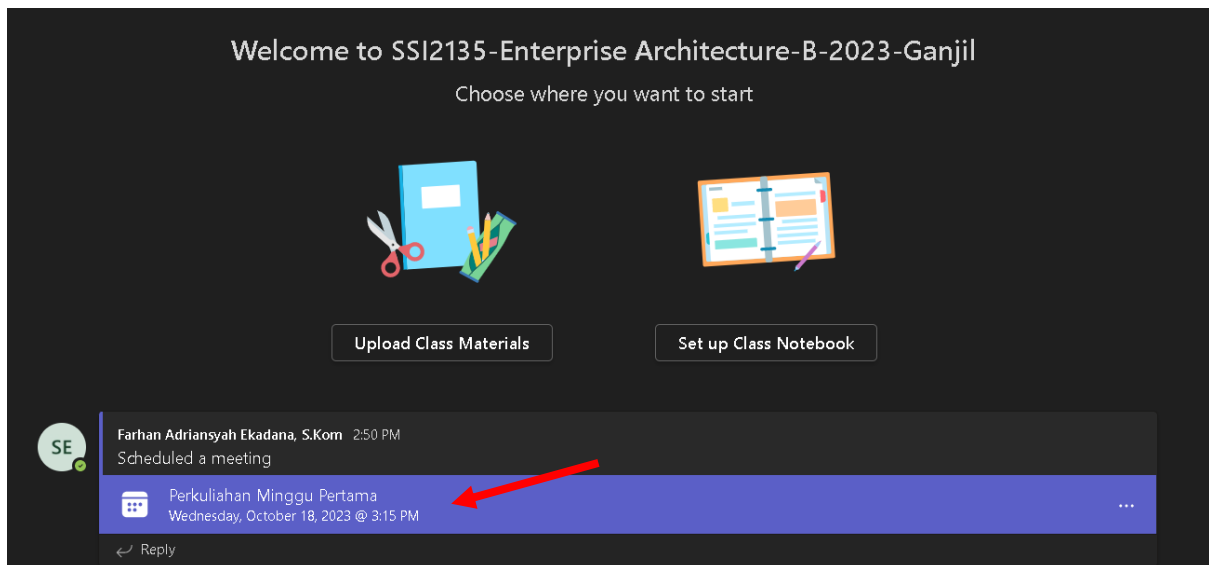 Welcome to SSI2135-Enterprise Architecture-B-2023-Ganjil
Choose where you want to start
Upload Class Materials
Set up Class Notebook
SE
Farhan Adriansyah Ekadana, S.Kom 2:50 PM
Scheduled a meeting
Perkuliahan Minggu Pertama
Wednesday, October 18, 2023 @ 3:15 PM
Reply